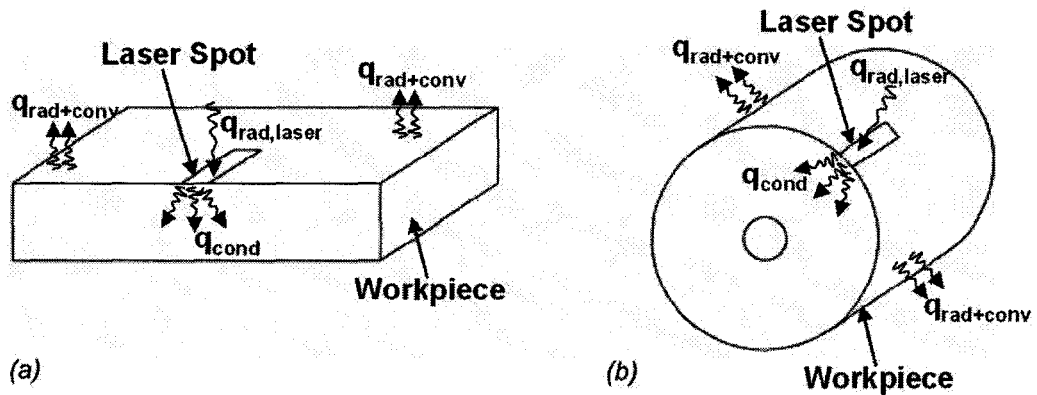 Laser Spot
q_rad+conv
q_rad+conv
q_rad,laser
q_cond
Workpiece
(a)
Laser Spot
q_rad+conv
q_rad,laser
q_cond
q_rad+conv
Workpiece
(b)